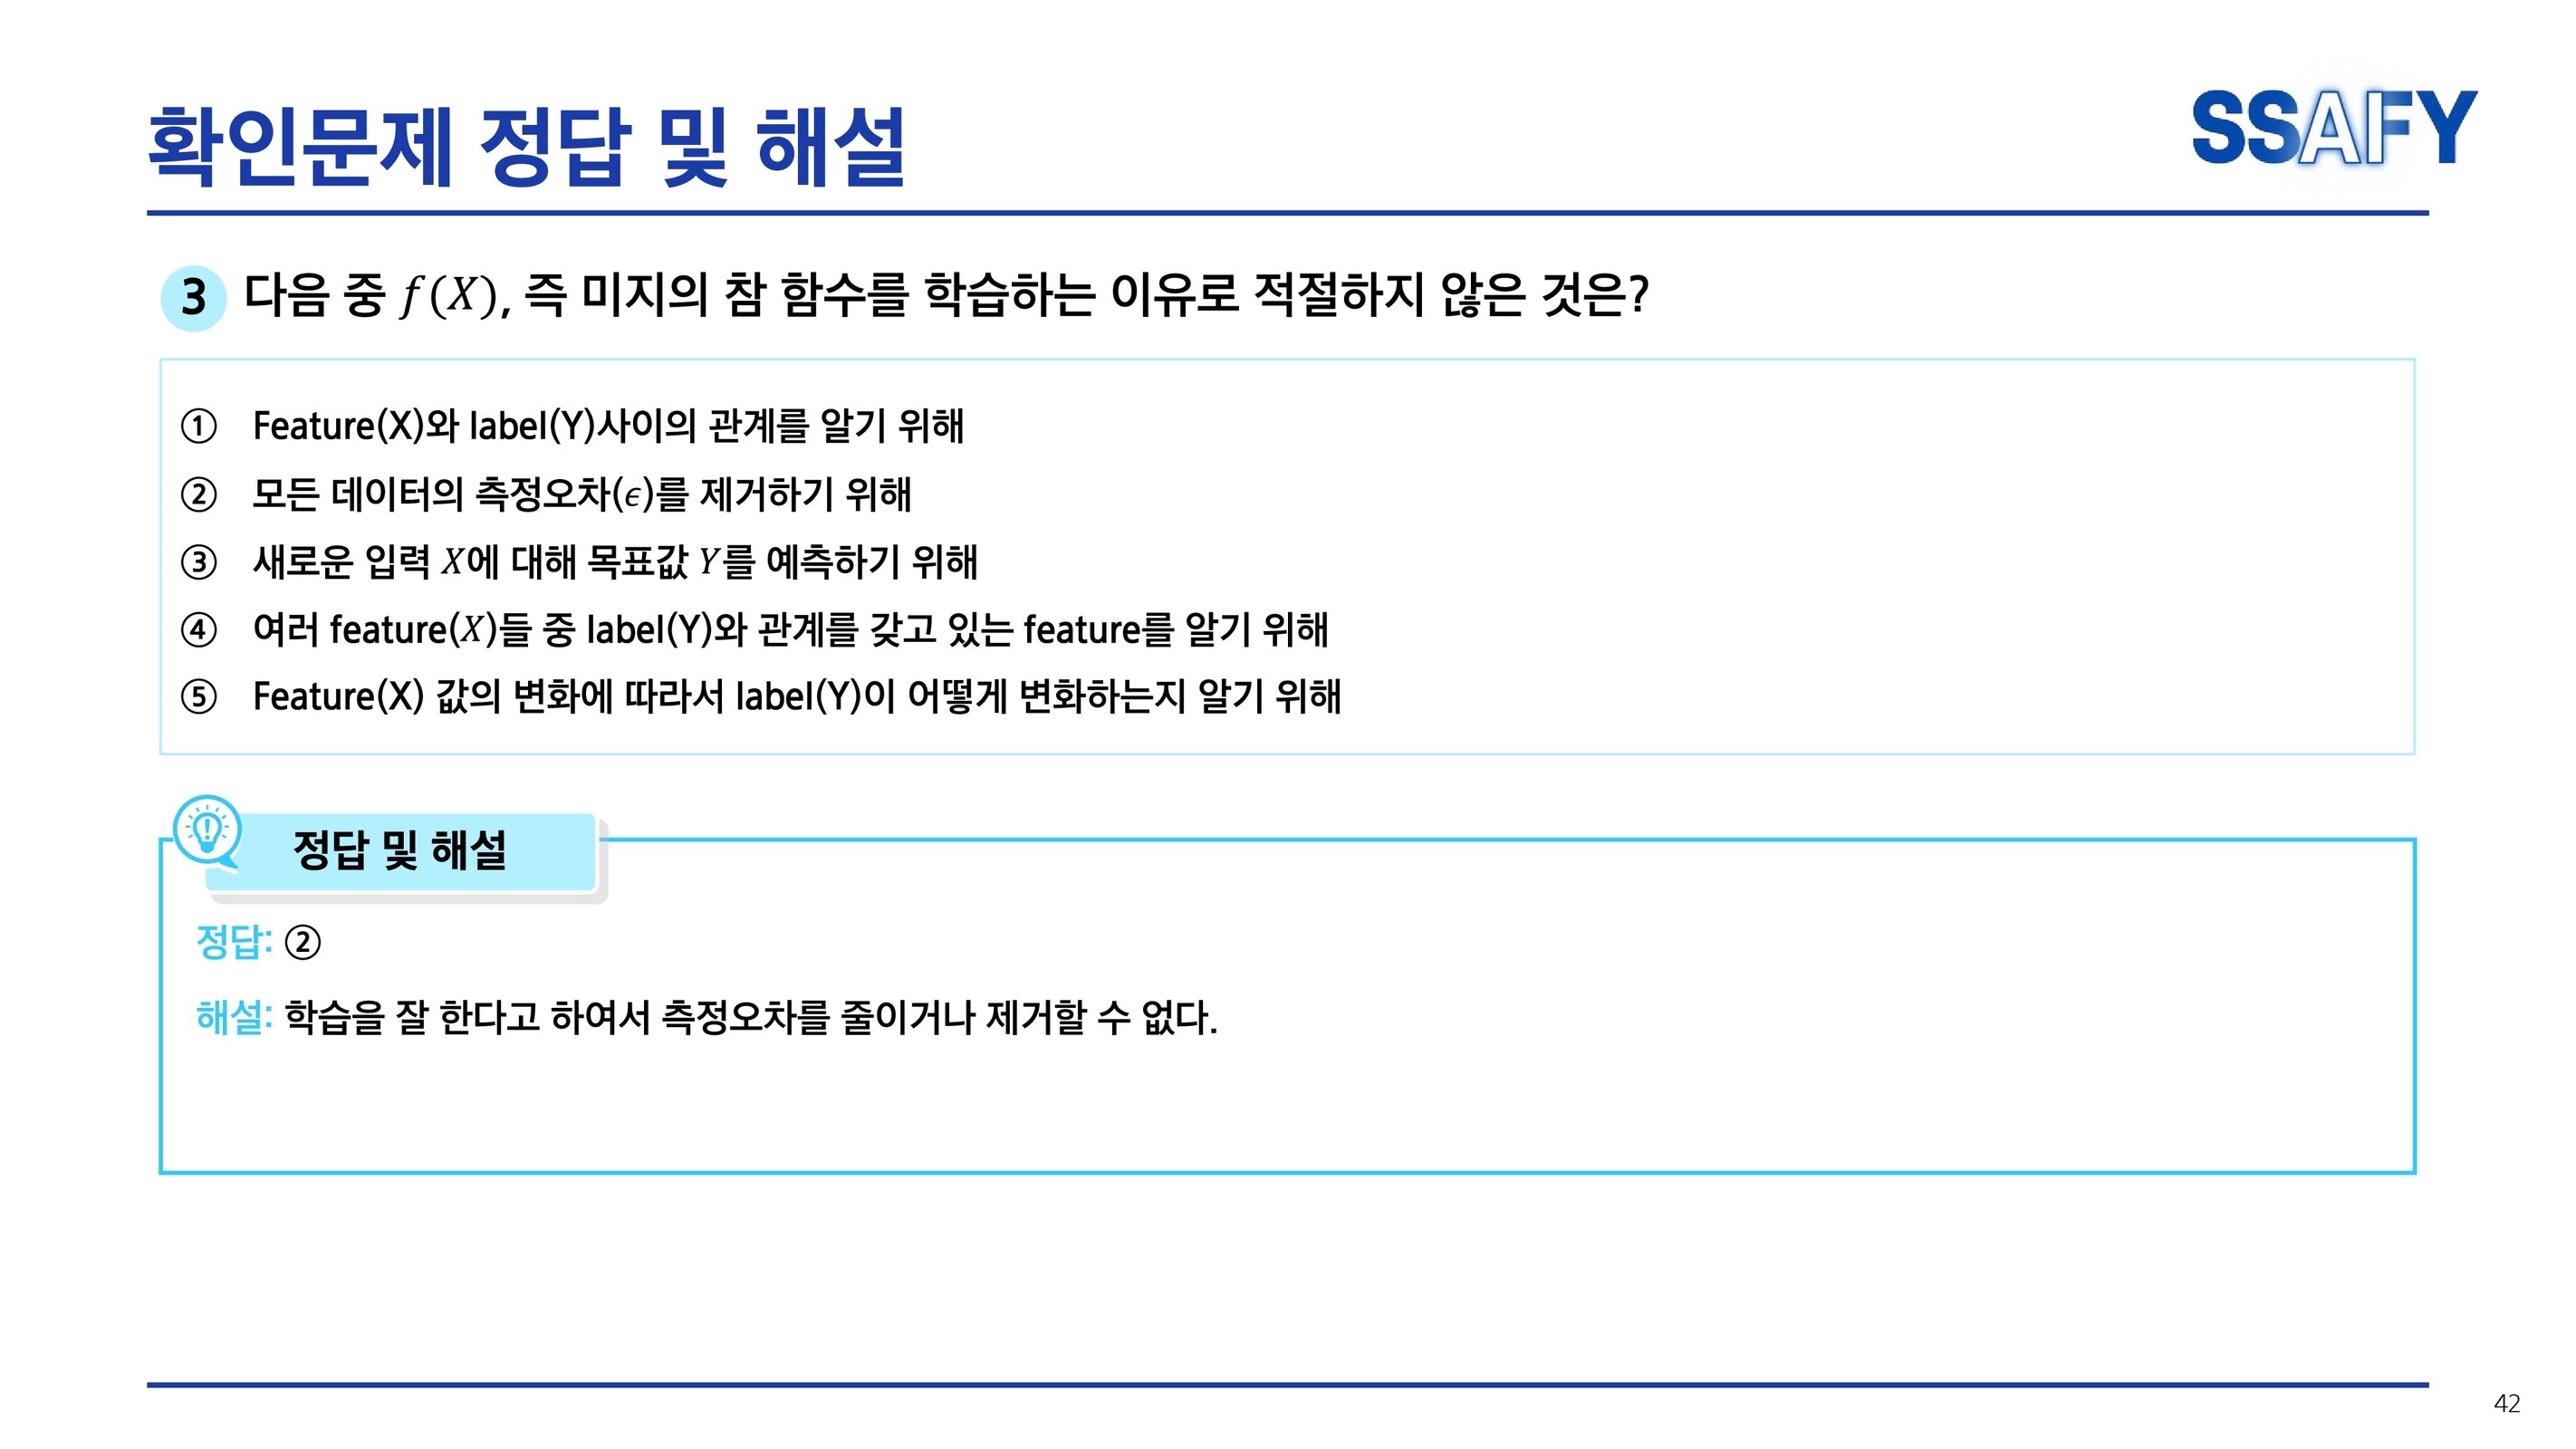 확인문제 정답 및 해설
SSAFY
3 다음 중 f(X), 즉 미지의 참 함수를 학습하는 이유로 적절하지 않은 것은?
① Feature(X)와 label(Y)사이의 관계를 알기 위해
② 모든 데이터의 측정오차(ϵ)를 제거하기 위해
③ 새로운 입력 X에 대해 목표값 Y를 예측하기 위해
④ 여러 feature(X)들 중 label(Y)와 관계를 갖고 있는 feature를 알기 위해
⑤ Feature(X) 값의 변화에 따라서 label(Y)이 어떻게 변화하는지 알기 위해
정답 및 해설
정답: ②
해설: 학습을 잘 한다고 하여서 측정오차를 줄이거나 제거할 수 없다.
42